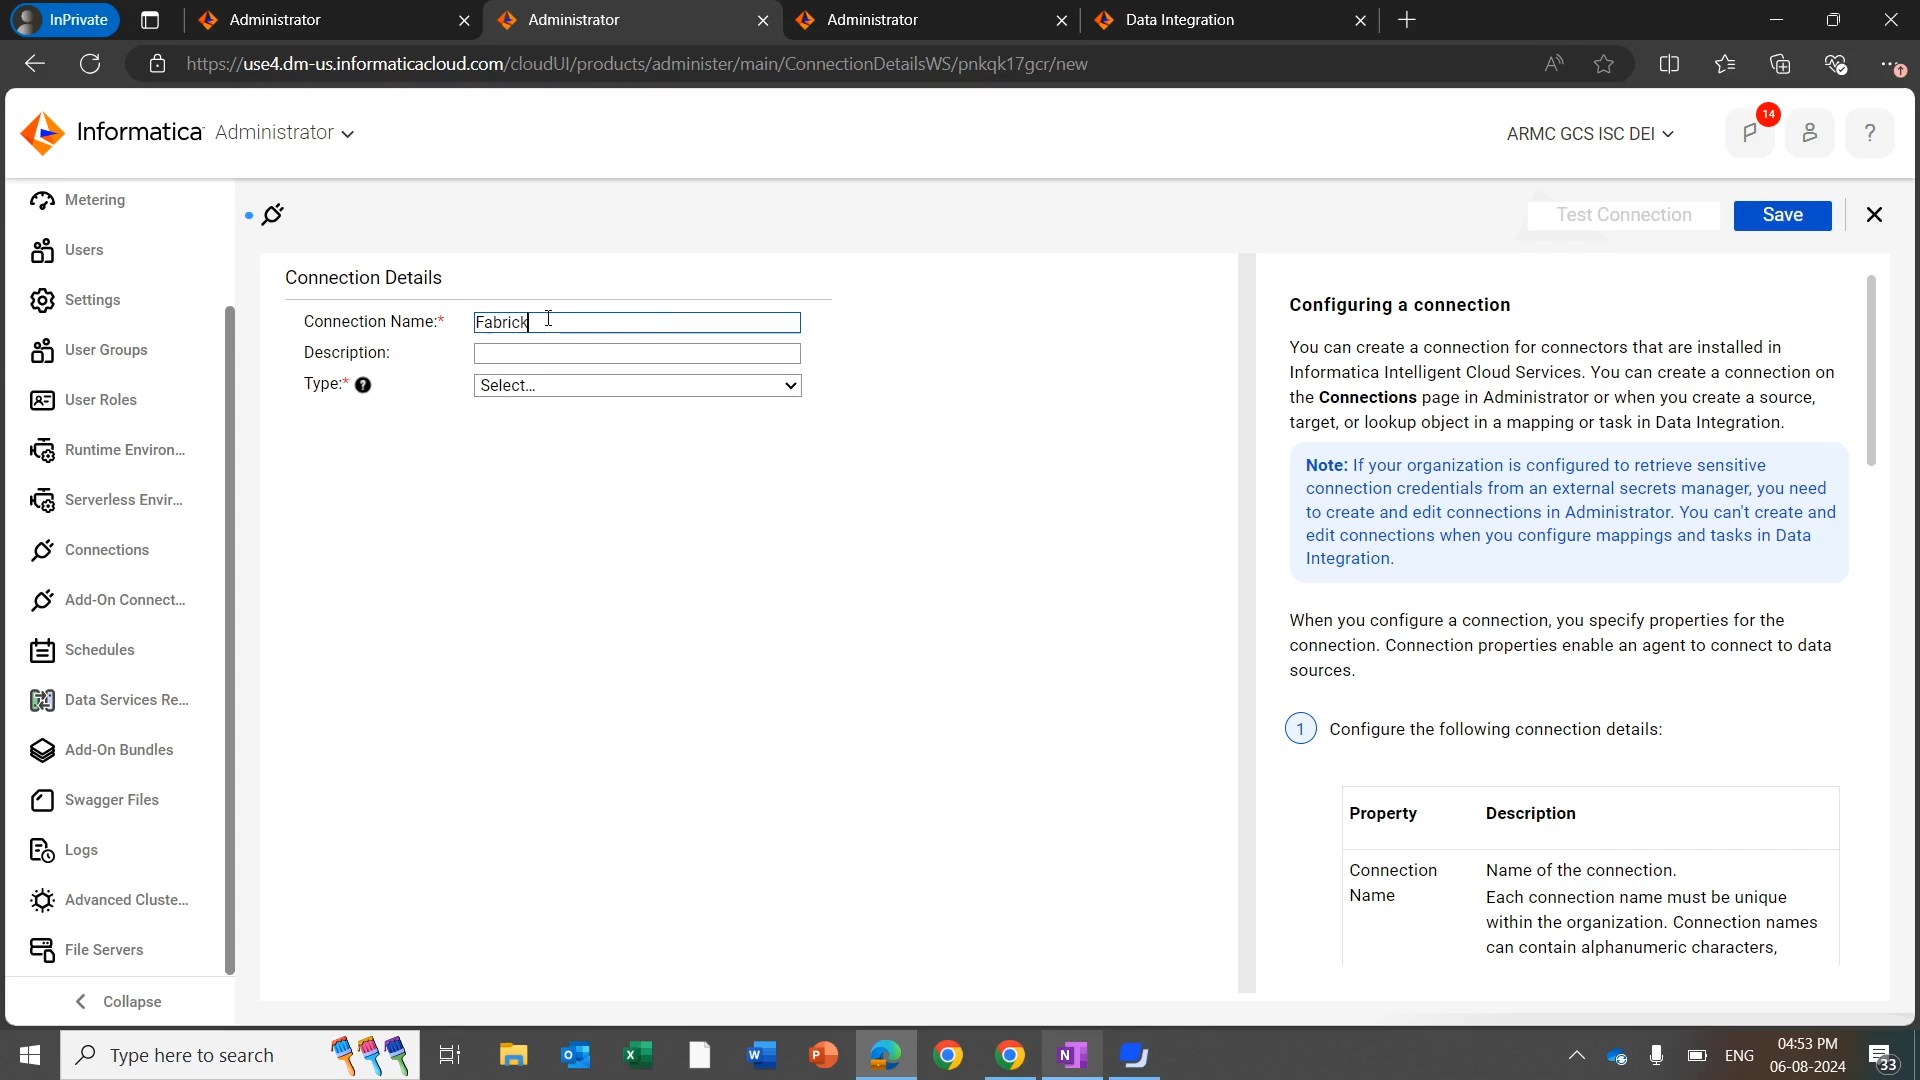 InPrivate
Administrator
Administrator
Administrator
Data Integration
https://use4.dm-us.informaticacloud.com/cloudUI/products/administer/main/ConnectionDetailsWS/pnkqk17gcr/new
Informatica Administrator
ARMC GCS ISC DEI
14
?
Metering
Users
Settings
User Groups
User Roles
Runtime Environ...
Serverless Envir...
Connections
Add-On Connect...
Schedules
Data Services Re...
Add-On Bundles
Swagger Files
Logs
Advanced Cluste...
File Servers
Collapse
Test Connection
Save
Connection Details
Connection Name:* Fabrick
Description:
Type:* ? Select...
Configuring a connection
You can create a connection for connectors that are installed in
Informatica Intelligent Cloud Services. You can create a connection on
the Connections page in Administrator or when you create a source,
target, or lookup object in a mapping or task in Data Integration.
Note: If your organization is configured to retrieve sensitive
connection credentials from an external secrets manager, you need
to create and edit connections in Administrator. You can't create and
edit connections when you configure mappings and tasks in Data
Integration.
When you configure a connection, you specify properties for the
connection. Connection properties enable an agent to connect to data
sources.
1 Configure the following connection details:
Property Description
Connection Name of the connection.
Name Each connection name must be unique
within the organization. Connection names
can contain alphanumeric characters,
Type here to search
ENG
04:53 PM
06-08-2024
33